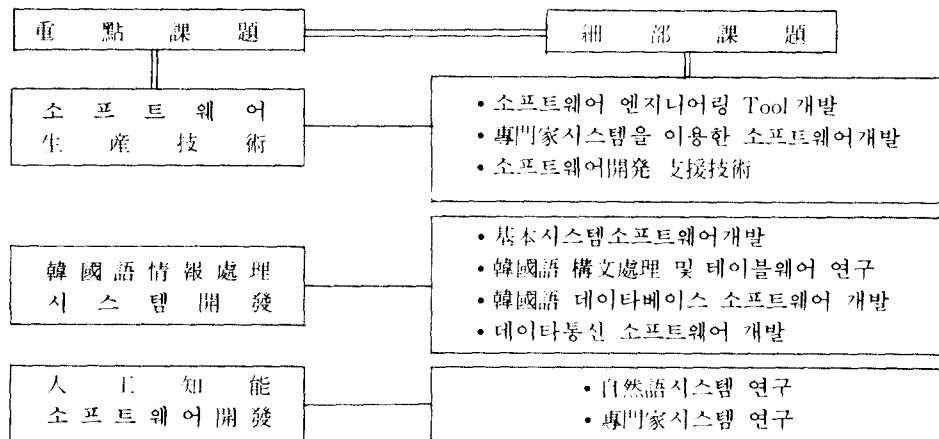 重點課題
細部課題
소프트웨어
生産技術
• 소프트웨어 엔지니어링 Tool 개발
• 專門家시스템을 이용한 소프트웨어개발
• 소프트웨어開発 支援技術
韓國語情報處理
시스템開發
• 基本시스템소프트웨어개발
• 韓國語 構文處理 및 테이블웨어 연구
• 韓國語 데이타베이스 소프트웨어 개발
• 데이타통신 소프트웨어 개발
人工知能
소프트웨어開發
• 自然語시스템 연구
• 專門家시스템 연구